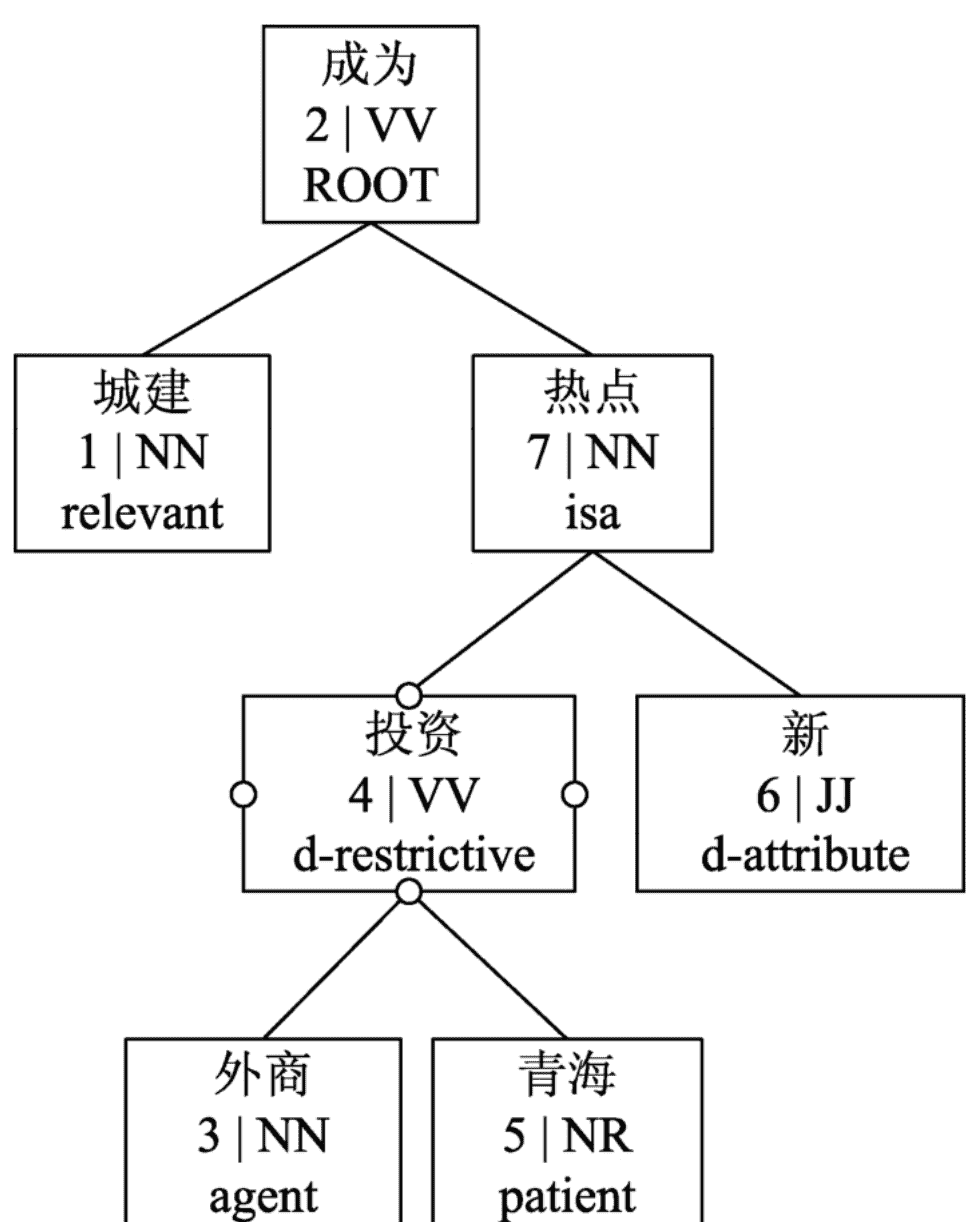 成为
2 | VV
ROOT
城建
1 | NN
relevant
热点
7 | NN
isa
投资
4 | VV
d-restrictive
新
6 | JJ
d-attribute
外商
3 | NN
agent
青海
5 | NR
patient